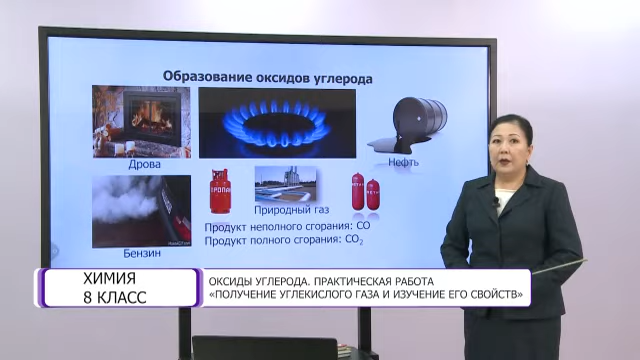 Образование оксидов углерода
Дрова
Нефть
ПРОПАН
Природный газ
Бензин
Продукт неполного сгорания: CO
Продукт полного сгорания: CO₂
ХИМИЯ
8 КЛАСС
ОКСИДЫ УГЛЕРОДА. ПРАКТИЧЕСКАЯ РАБОТА
«ПОЛУЧЕНИЕ УГЛЕКИСЛОГО ГАЗА И ИЗУЧЕНИЕ ЕГО СВОЙСТВ»